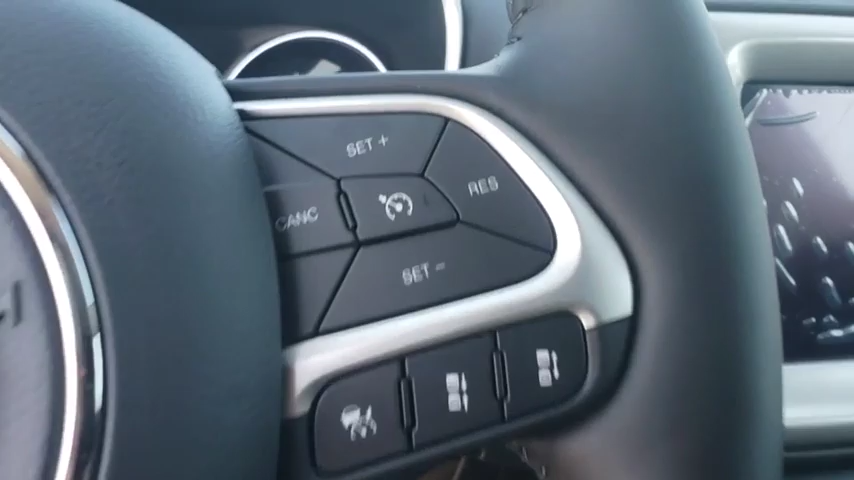 SET +
RES
CANC
SET –